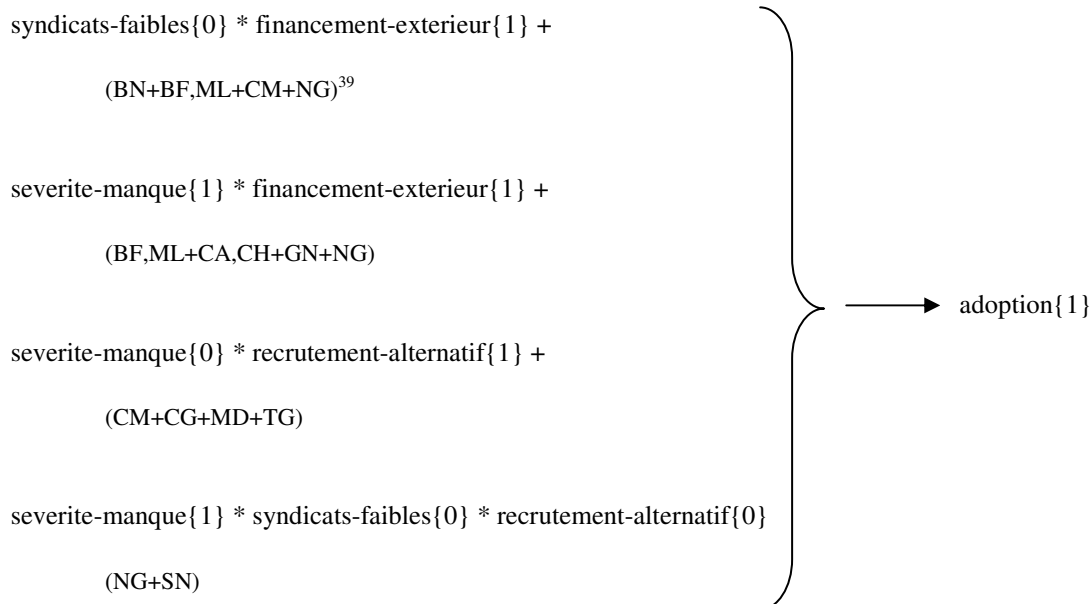 syndicats-faibles{0} * financement-exterieur{1} +
(BN+BF,ML+CM+NG)³⁹
severite-manque{1} * financement-exterieur{1} +
(BF,ML+CA,CH+GN+NG)
adoption{1}
severite-manque{0} * recrutement-alternatif{1} +
(CM+CG+MD+TG)
severite-manque{1} * syndicats-faibles{0} * recrutement-alternatif{0}
(NG+SN)